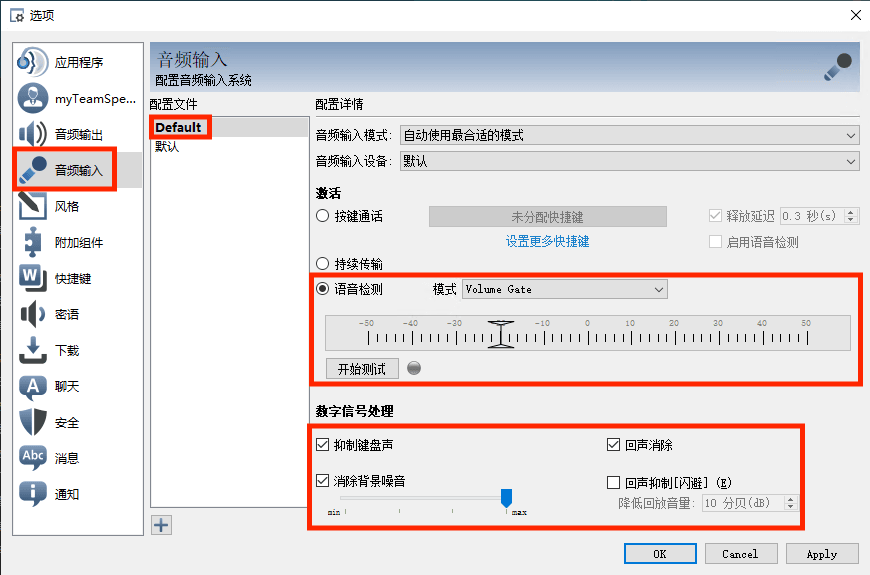 选项
应用程序
myTeamSpe...
音频输出
音频输入
风格
附加组件
快捷键
密语
下载
聊天
安全
消息
通知
音频输入
配置音频输入系统
配置文件
Default
默认
配置详情
音频输入模式: 自动使用最合适的模式
音频输入设备: 默认
激活
按键通话 未分配快捷键 释放延迟 0.3 秒(s)
设置更多快捷键 启用语音检测
持续传输
语音检测 模式 Volume Gate
-50 -40 -30 -10 0 10 20 30 40 50
开始测试
数字信号处理
抑制键盘声 回声消除
消除背景噪音 回声抑制[闪避] (E)
降低回放音量: 10 分贝(dB)
min max
OK Cancel Apply